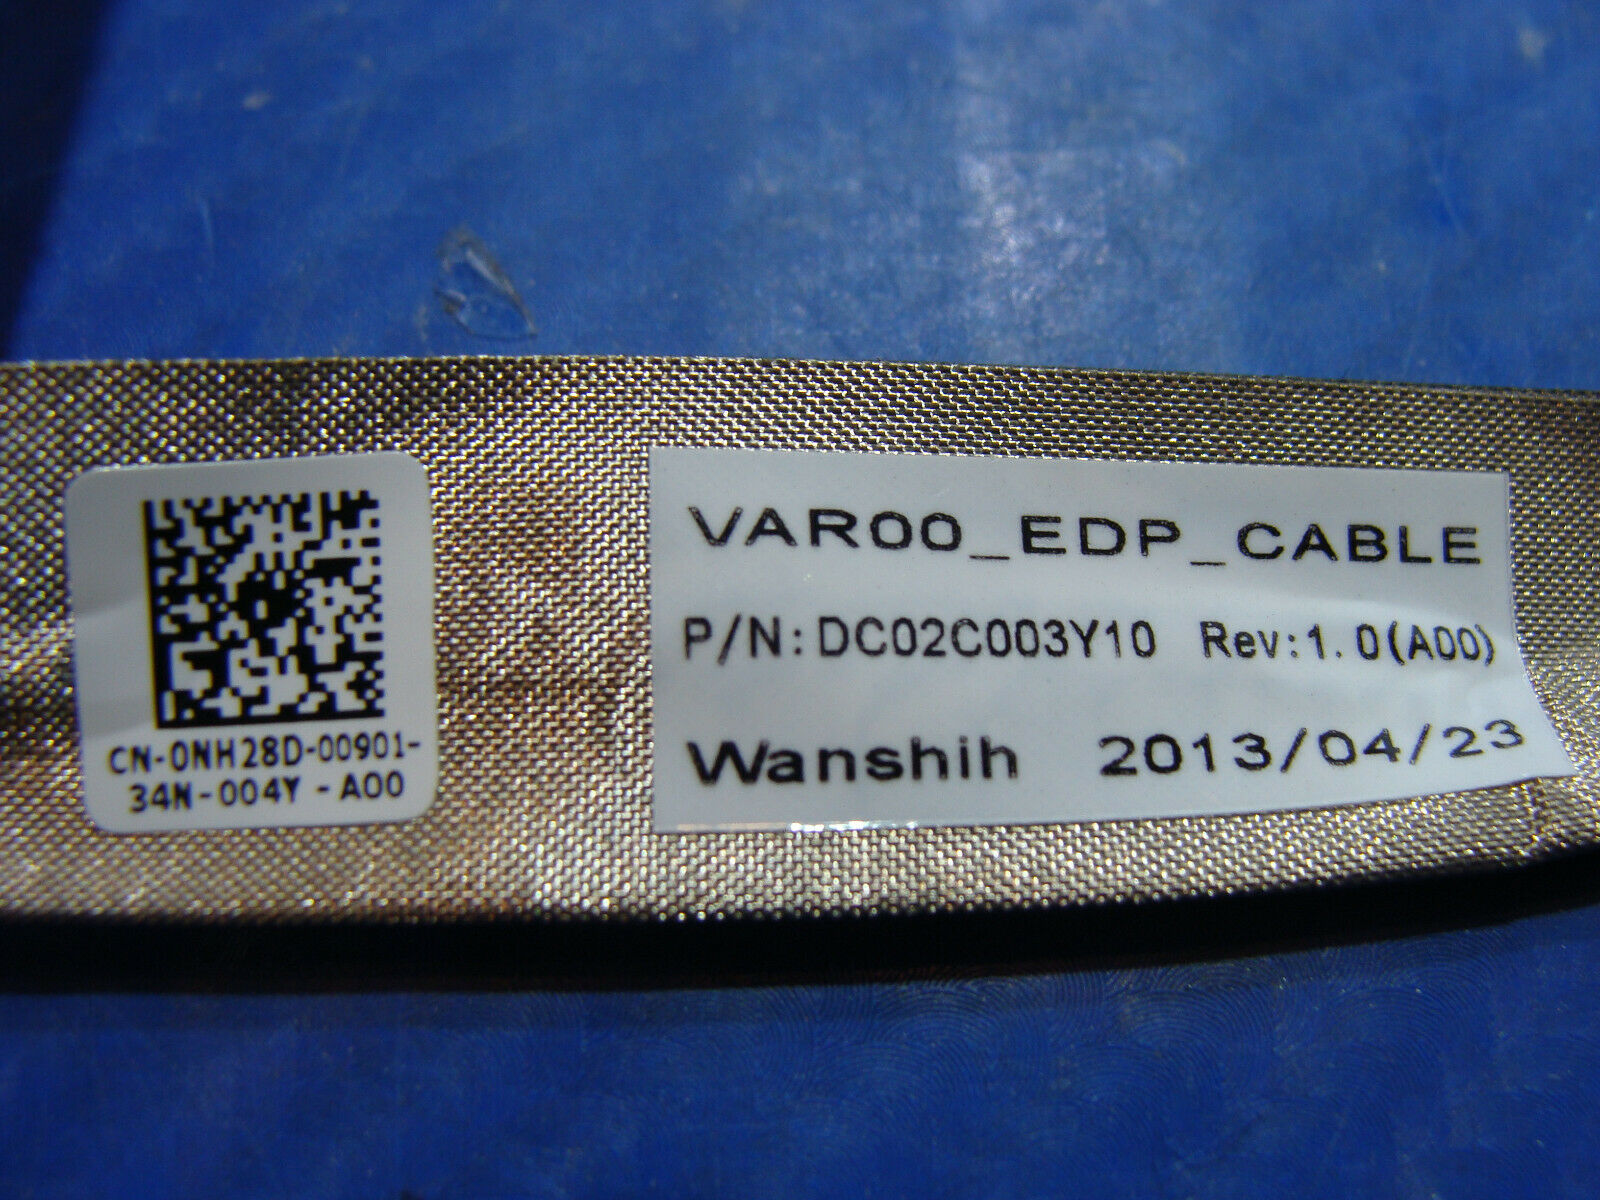 CN-0NH28D-00901-
34N-004Y -A00
VAR00_EDP_CABLE
P/N:DC02C003Y10 Rev:1.0(A00)
Wanshih 2013/04/23